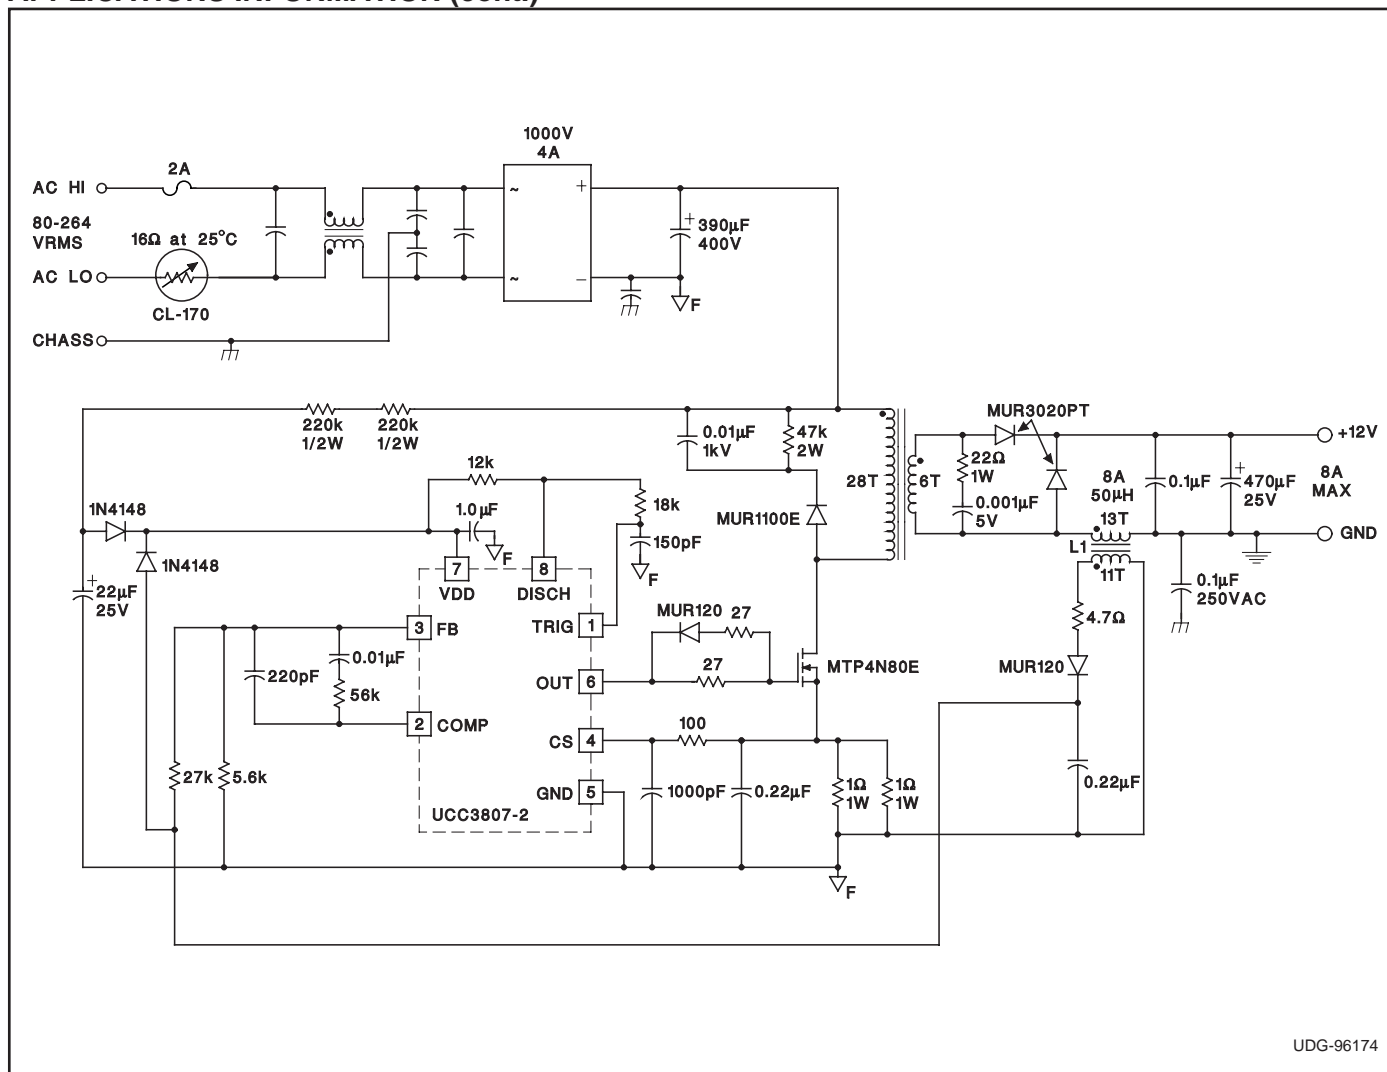 APPLICATIONS INFORMATION (cont.)
1000V
4A
2A
AC HI
~
+
80-264
VRMS
+
390µF
400V
16Ω at 25°C
AC LO
~
–
CL-170
F
CHASS
220k
1/2W
220k
1/2W
0.01µF
1kV
47k
2W
MUR3020PT
+12V
12k
28T
6T
22Ω
1W
8A
50µH
0.1µF
+
470µF
25V
8A
MAX
18k
1N4148
1.0µF
MUR1100E
0.001µF
5V
13T
150pF
F
L1
GND
1N4148
F
11T
7
VDD
8
DISCH
+
22µF
25V
0.1µF
250VAC
MUR120
27
4.7Ω
3
FB
TRIG
1
0.01µF
220pF
27
MTP4N80E
MUR120
OUT
6
56k
2
COMP
100
CS
4
27k
5.6k
1Ω
1W
1Ω
1W
0.22µF
GND
5
1000pF
0.22µF
UCC3807-2
F
UDG-96174